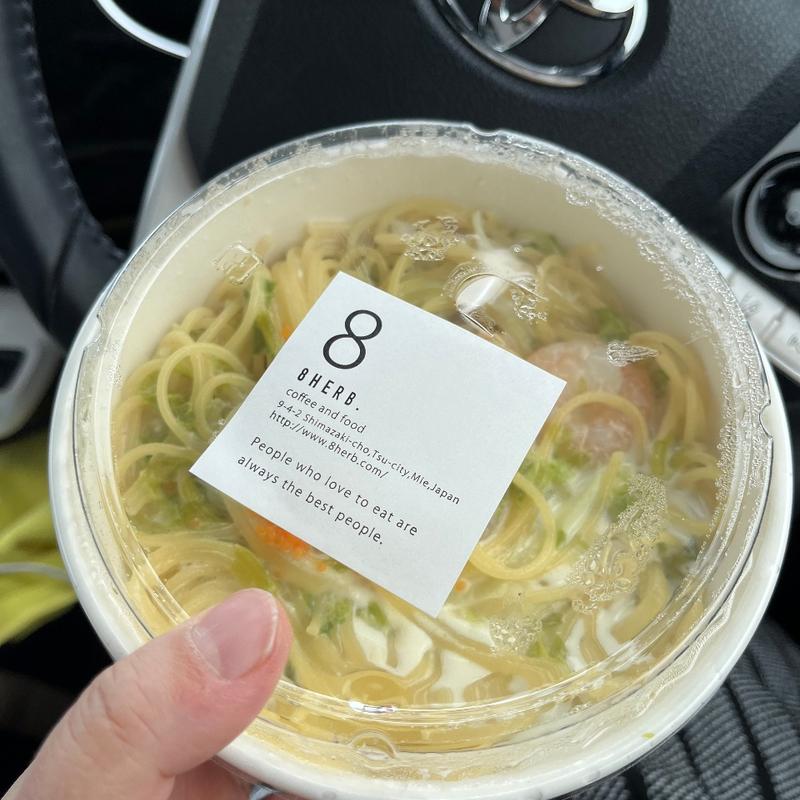 8
8HERB.
coffee and food
9-4-2 Shimazaki-cho,Tsu-city,Mie,Japan
http://www.8herb.com/
People who love to eat are
always the best people.